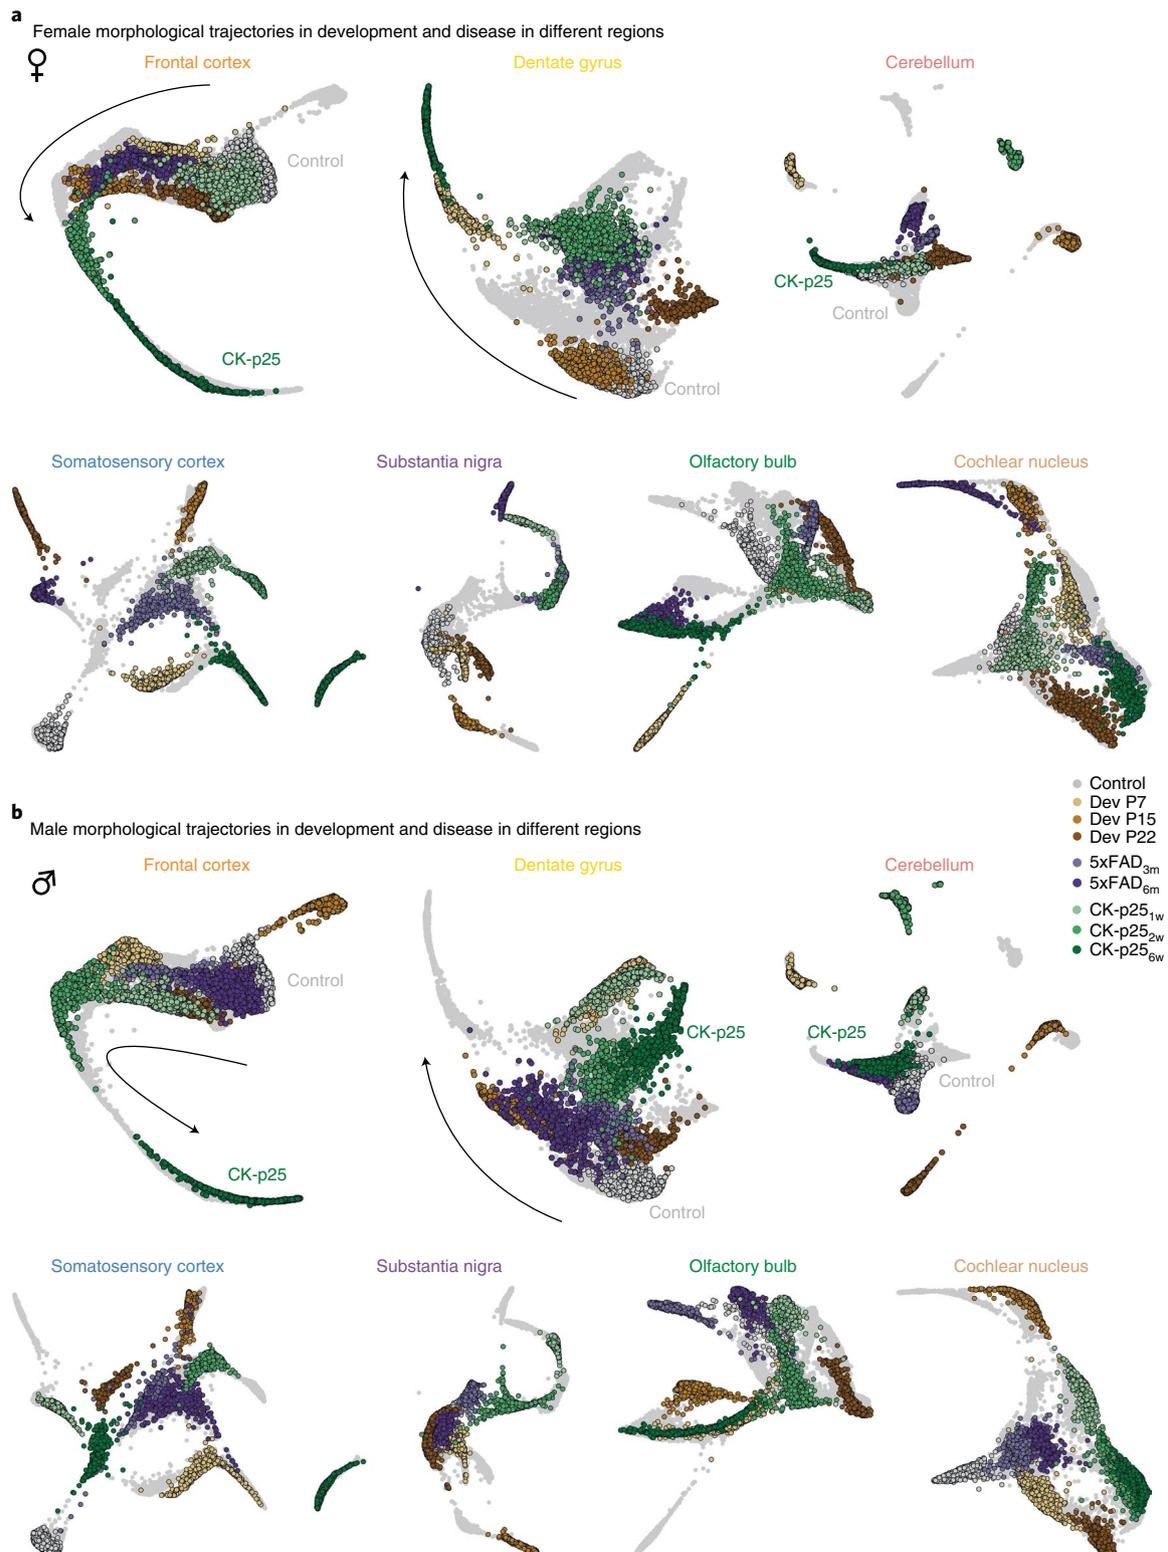 a
Female morphological trajectories in development and disease in different regions
♀
Frontal cortex
Dentate gyrus
Cerebellum
Control
CK-p25
Control
CK-p25
Control
Somatosensory cortex
Substantia nigra
Olfactory bulb
Cochlear nucleus
Control
Dev P7
Dev P15
Dev P22
5xFAD3m
5xFAD6m
CK-p251w
CK-p252w
CK-p256w
b
Male morphological trajectories in development and disease in different regions
♂
Frontal cortex
Dentate gyrus
Cerebellum
Control
CK-p25
CK-p25
Control
CK-p25
Control
Somatosensory cortex
Substantia nigra
Olfactory bulb
Cochlear nucleus